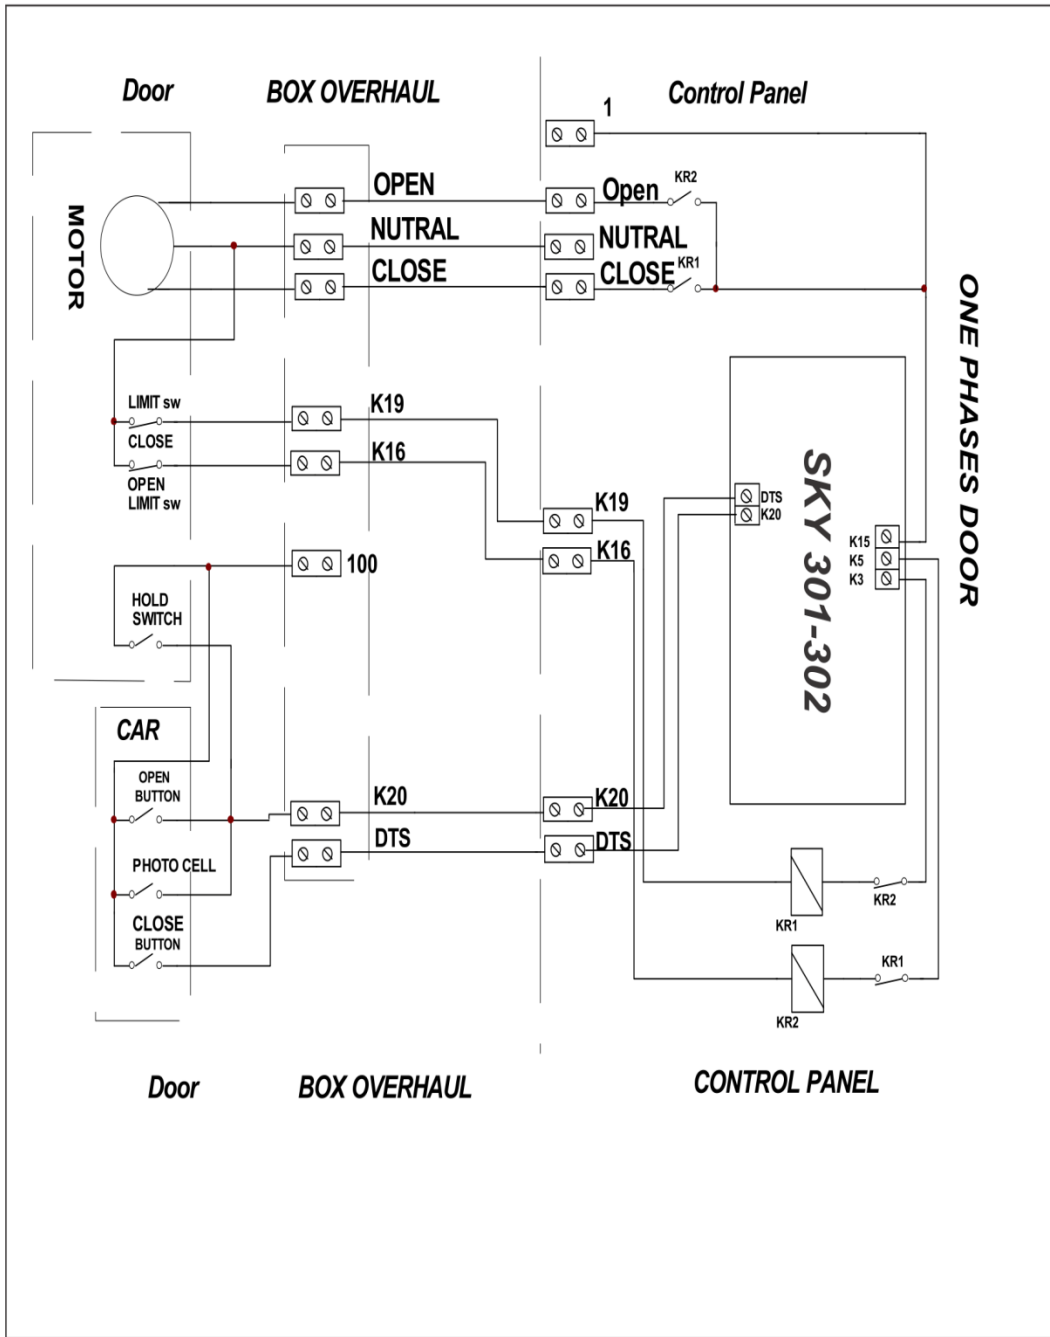 Door
BOX OVERHAUL
Control Panel
1
OPEN
Open
KR2
MOTOR
NUTRAL
NUTRAL
CLOSE
CLOSE
KR1
ONE PHASES DOOR
LIMIT sw
CLOSE
K19
K16
OPEN
LIMIT sw
SKY 301-302
DTS
K20
K19
K16
K15
K5
K3
100
HOLD
SWITCH
CAR
OPEN
BUTTON
K20
K20
DTS
DTS
PHOTO CELL
CLOSE
BUTTON
KR1
KR2
KR1
KR2
Door
BOX OVERHAUL
CONTROL PANEL